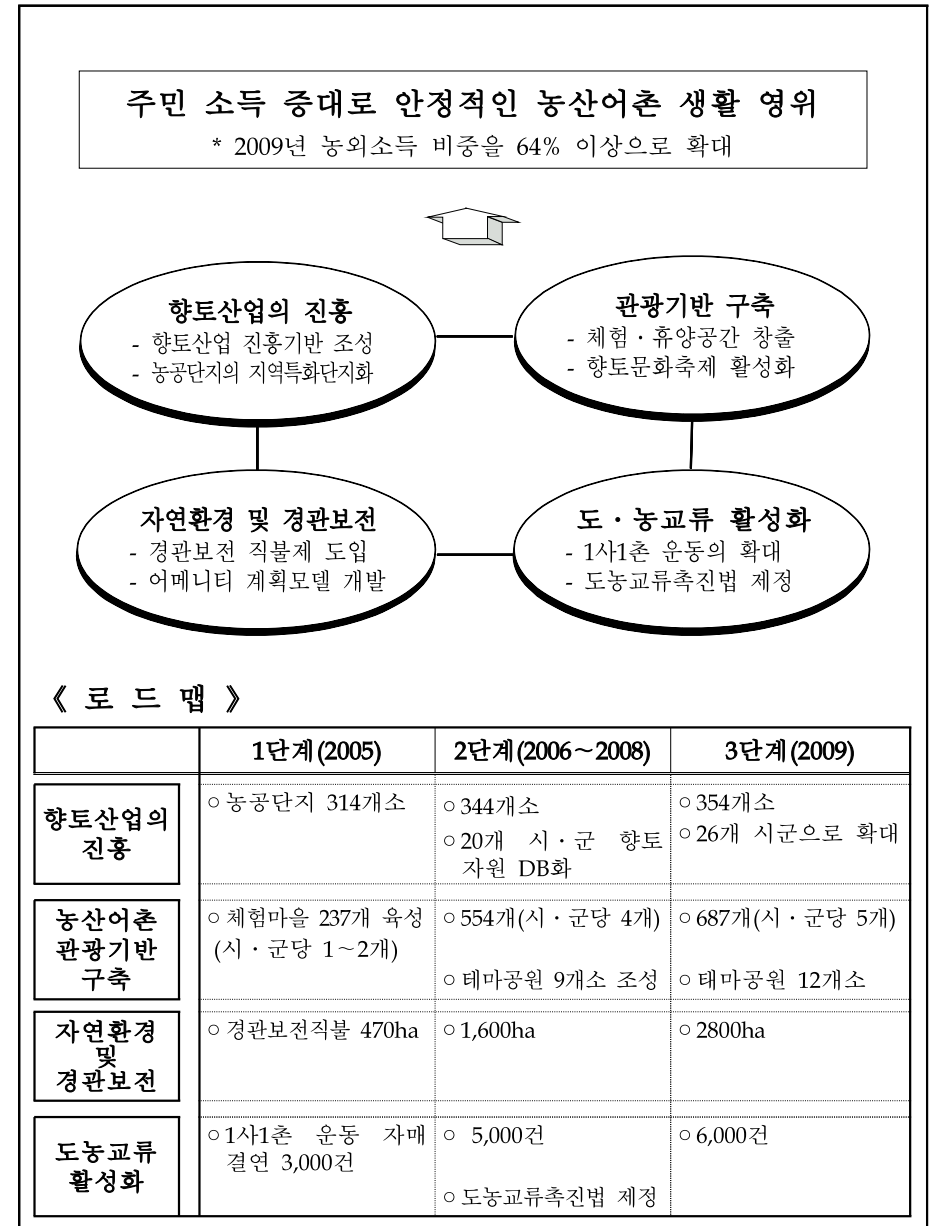 주민 소득 증대로 안정적인 농산어촌 생활 영위
* 2009년 농외소득 비중을 64% 이상으로 확대
향토산업의 진흥
- 향토산업 진흥기반 조성
- 농공단지의 지역특화단지화
관광기반 구축
- 체험·휴양공간 창출
- 향토문화축제 활성화
자연환경 및 경관보전
- 경관보전 직불제 도입
- 어메니티 계획모델 개발
도·농교류 활성화
- 1사1촌 운동의 확대
- 도농교류촉진법 제정
《 로 드 맵 》
1단계(2005) 2단계(2006~2008) 3단계(2009)
향토산업의
진흥
○ 농공단지 314개소
○ 344개소
○ 20개 시·군 향토
자원 DB화
○ 354개소
○ 26개 시군으로 확대
농산어촌
관광기반
구축
○ 체험마을 237개 육성
(시·군당 1~2개)
○ 554개(시·군당 4개)
○ 테마공원 9개소 조성
○ 687개(시·군당 5개)
○ 태마공원 12개소
자연환경
및
경관보전
○ 경관보전직불 470ha
○ 1,600ha
○ 2800ha
도농교류
활성화
○ 1사1촌 운동 자매
결연 3,000건
○ 5,000건
○ 도농교류촉진법 제정
○ 6,000건